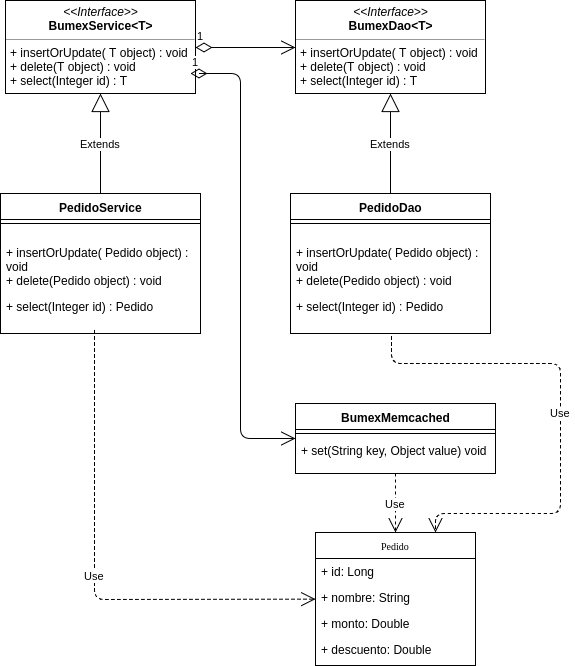 <<Interface>>
BumexService<T>
+ insertOrUpdate( T object) : void
+ delete(T object) : void
+ select(Integer id) : T
1
1
<<Interface>>
BumexDao<T>
+ insertOrUpdate( T object) : void
+ delete(T object) : void
+ select(Integer id) : T
Extends
Extends
PedidoService
+ insertOrUpdate( Pedido object) :
void
+ delete(Pedido object) : void
+ select(Integer id) : Pedido
PedidoDao
+ insertOrUpdate( Pedido object) :
void
+ delete(Pedido object) : void
+ select(Integer id) : Pedido
BumexMemcached
+ set(String key, Object value) void
Use
Use
Use
Pedido
+ id: Long
+ nombre: String
+ monto: Double
+ descuento: Double